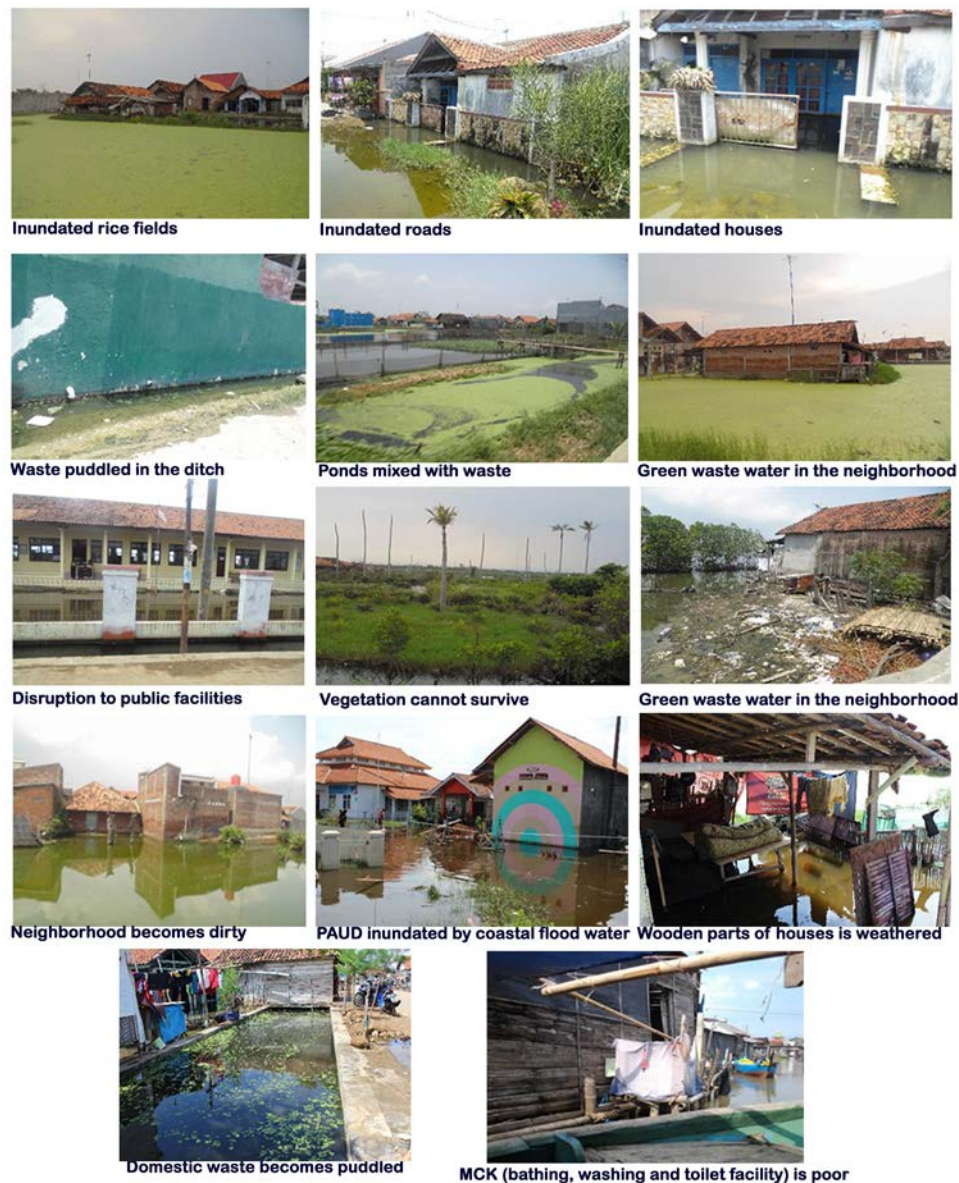 Inundated rice fields
Inundated roads
Inundated houses
Waste puddled in the ditch
Ponds mixed with waste
Green waste water in the neighborhood
Disruption to public facilities
Vegetation cannot survive
Green waste water in the neighborhood
Neighborhood becomes dirty
PAUD inundated by coastal flood water
Wooden parts of houses is weathered
Domestic waste becomes puddled
MCK (bathing, washing and toilet facility) is poor